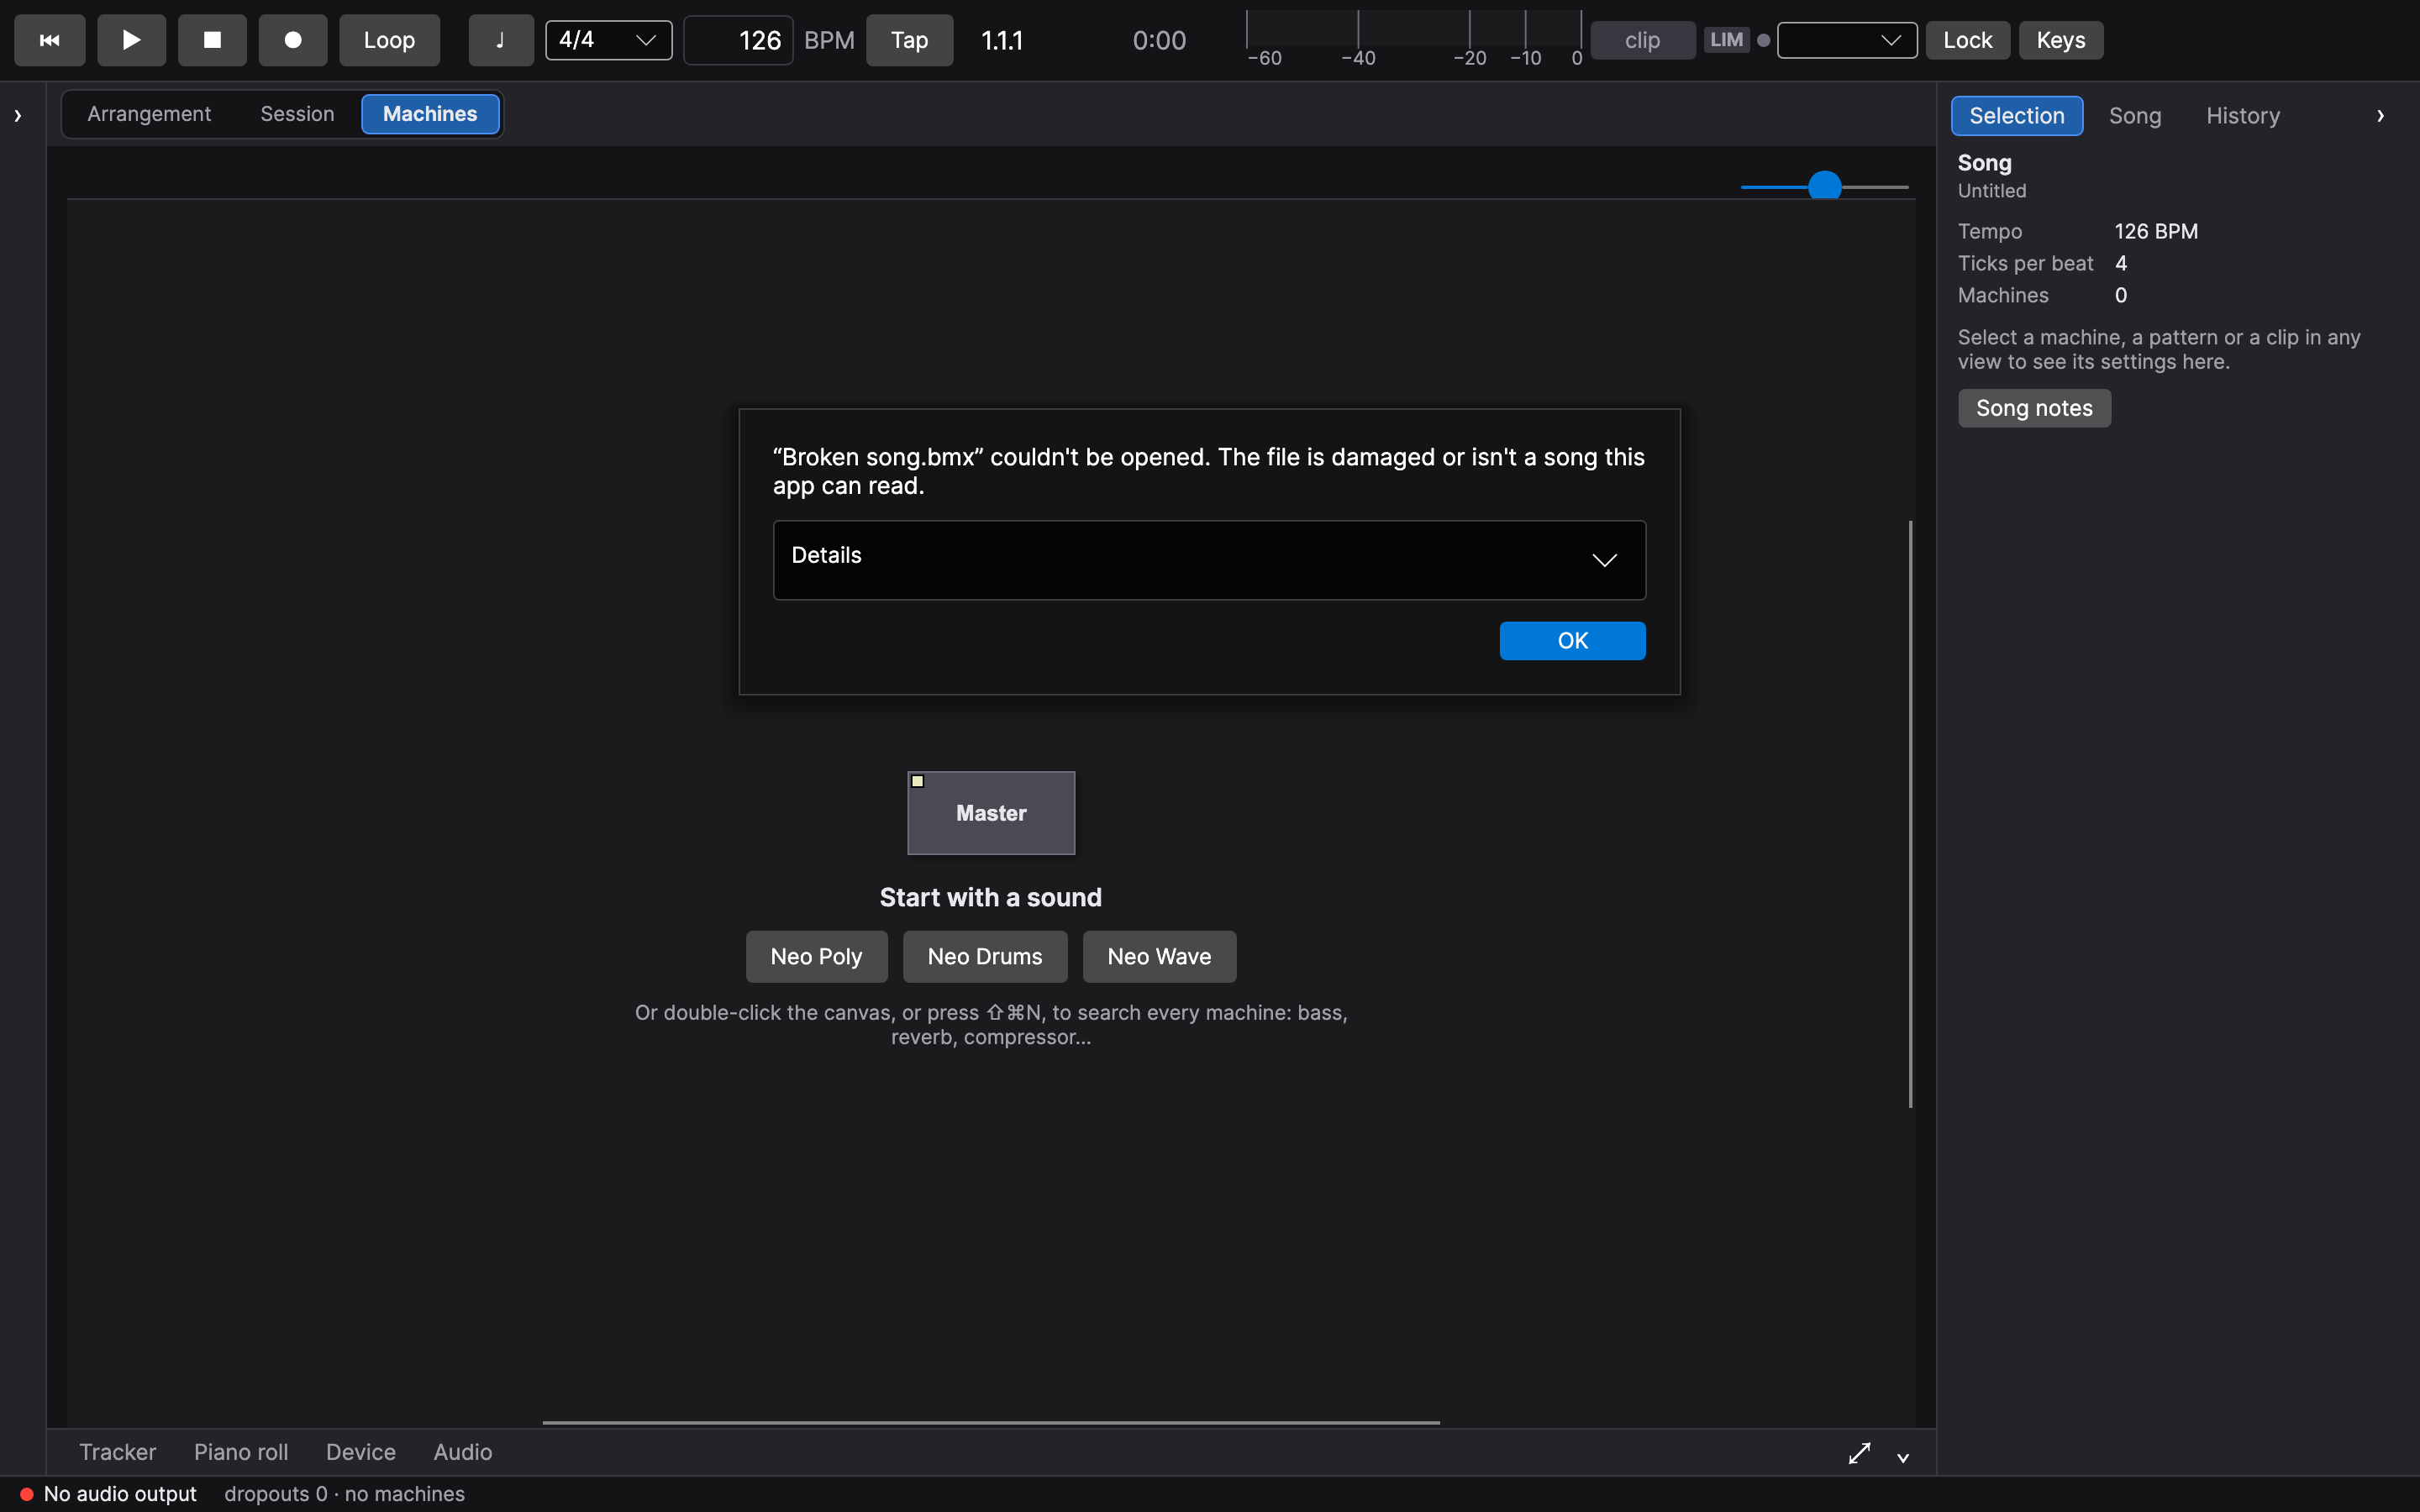 Loop
4/4
126 BPM
Tap
1.1.1
0:00
−60 −40 −20 −10 0
clip
LIM
Lock
Keys
Arrangement
Session
Machines
Selection
Song
History
Song
Untitled
Tempo 126 BPM
Ticks per beat 4
Machines 0
Select a machine, a pattern or a clip in any
view to see its settings here.
Song notes
“Broken song.bmx” couldn't be opened. The file is damaged or isn't a song this
app can read.
Details
OK
Master
Start with a sound
Neo Poly
Neo Drums
Neo Wave
Or double-click the canvas, or press ⇧⌘N, to search every machine: bass,
reverb, compressor...
Tracker
Piano roll
Device
Audio
No audio output
dropouts 0 · no machines